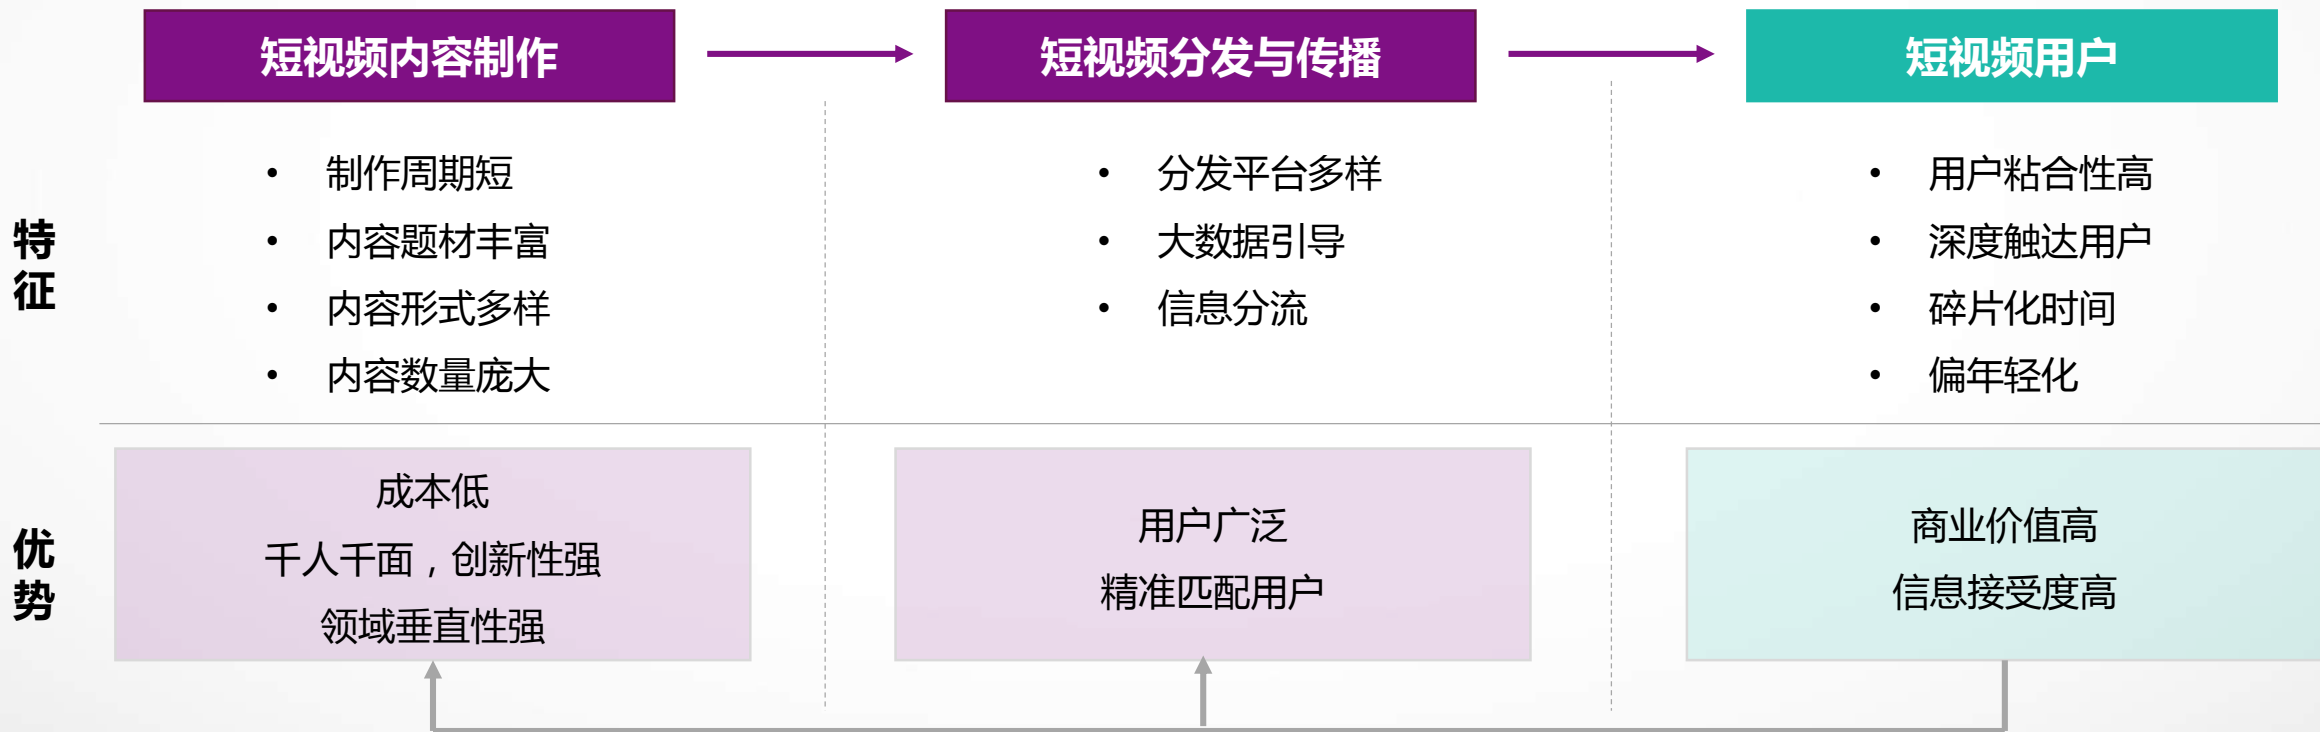 短视频内容制作
短视频分发与传播
短视频用户
特征
• 制作周期短
• 内容题材丰富
• 内容形式多样
• 内容数量庞大
• 分发平台多样
• 大数据引导
• 信息分流
• 用户粘合性高
• 深度触达用户
• 碎片化时间
• 偏年轻化
优势
成本低
千人千面，创新性强
领域垂直性强
用户广泛
精准匹配用户
商业价值高
信息接受度高